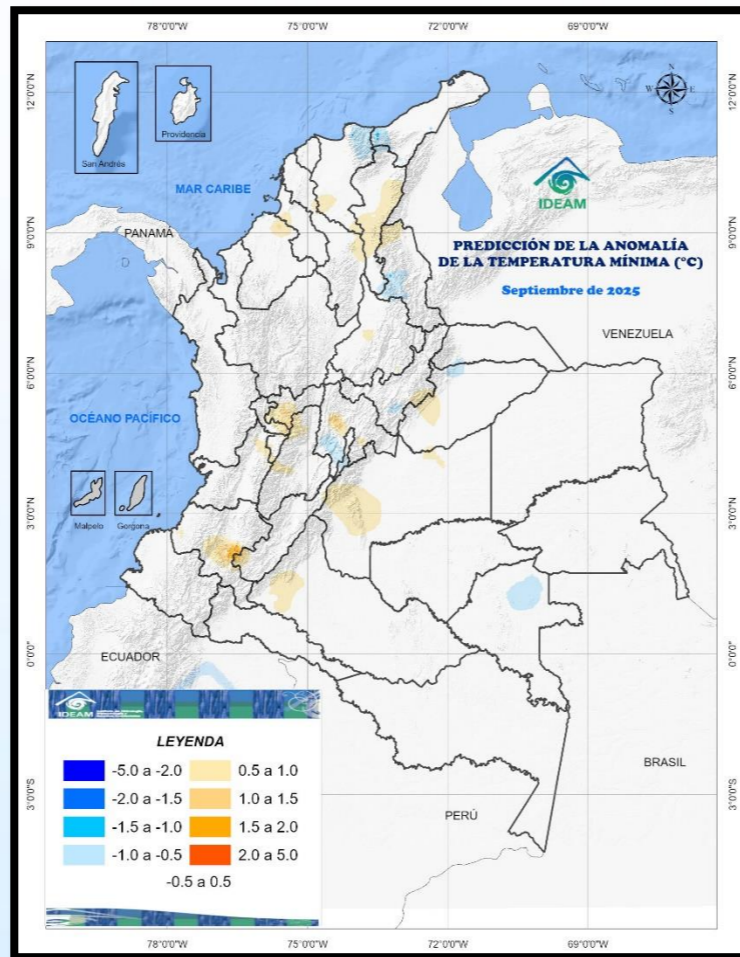 78°0'0"W 75°0'0"W 72°0'0"W 69°0'0"W
12°0'0"N
9°0'0"N
6°0'0"N
3°0'0"N
0°0'0"
3°0'0"S
12°0'0"N
9°0'0"N
6°0'0"N
3°0'0"N
0°0'0"
3°0'0"S
N
W E
S
San Andrés
Providencia
MAR CARIBE
IDEAM
PANAMÁ
PREDICCIÓN DE LA ANOMALÍA
DE LA TEMPERATURA MÍNIMA (°C)
Septiembre de 2025
VENEZUELA
OCÉANO PACÍFICO
Malpelo
Gorgona
ECUADOR
BRASIL
PERÚ
IDEAM
LEYENDA
-5.0 a -2.0 0.5 a 1.0
-2.0 a -1.5 1.0 a 1.5
-1.5 a -1.0 1.5 a 2.0
-1.0 a -0.5 2.0 a 5.0
-0.5 a 0.5
78°0'0"W 75°0'0"W 72°0'0"W 69°0'0"W